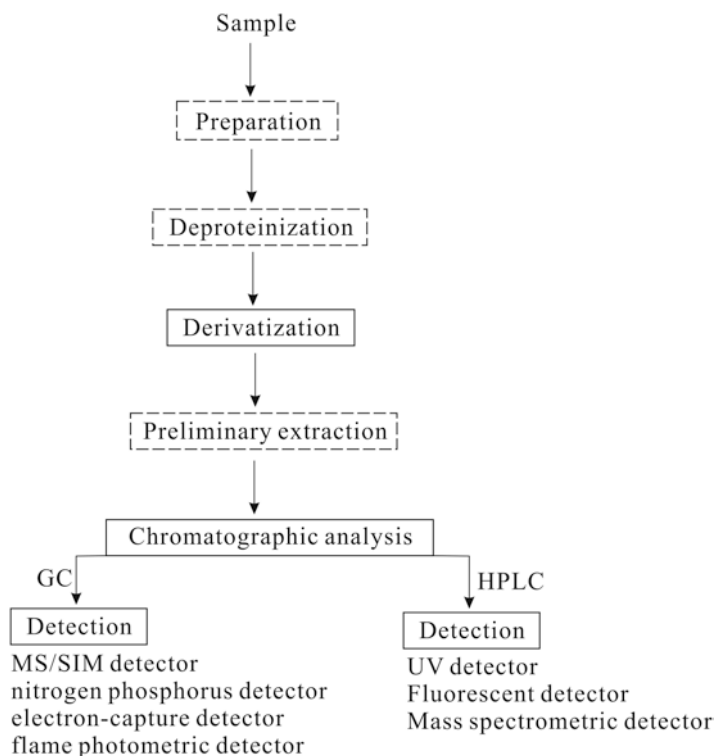 Sample
Preparation
Deproteinization
Derivatization
Preliminary extraction
Chromatographic analysis
GC
HPLC
Detection
MS/SIM detector
nitrogen phosphorus detector
electron-capture detector
flame photometric detector
Detection
UV detector
Fluorescent detector
Mass spectrometric detector